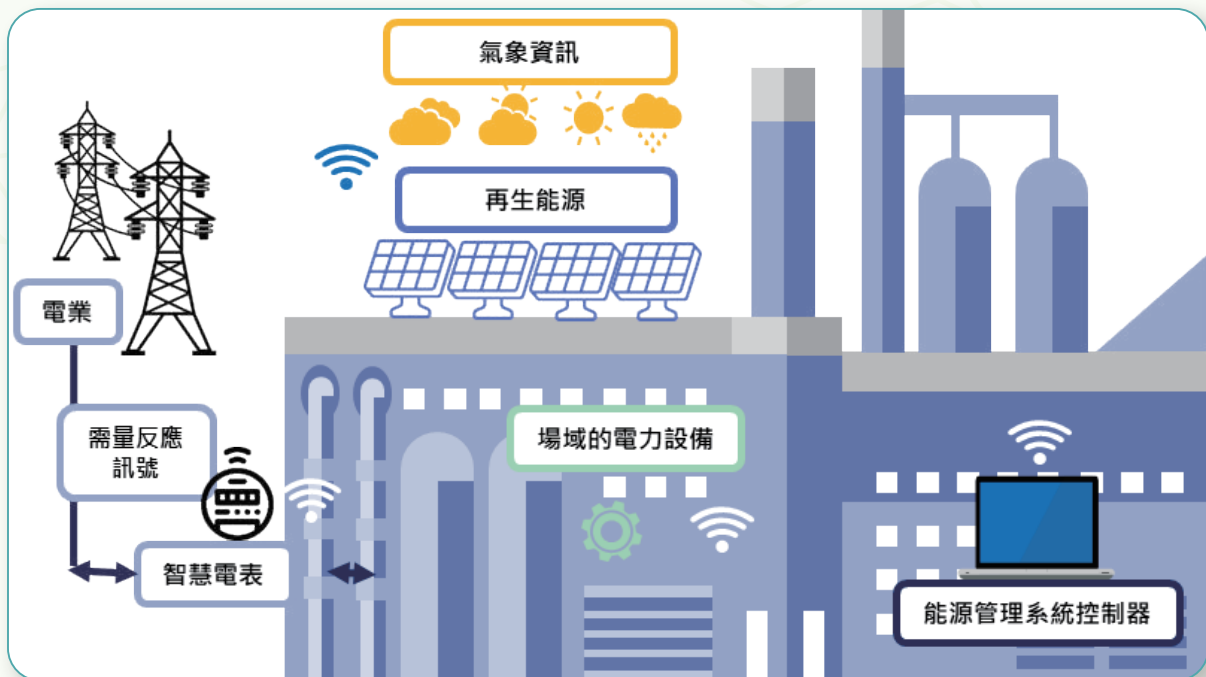 氣象資訊
再生能源
電業
需量反應
訊號
場域的電力設備
智慧電表
能源管理系統控制器